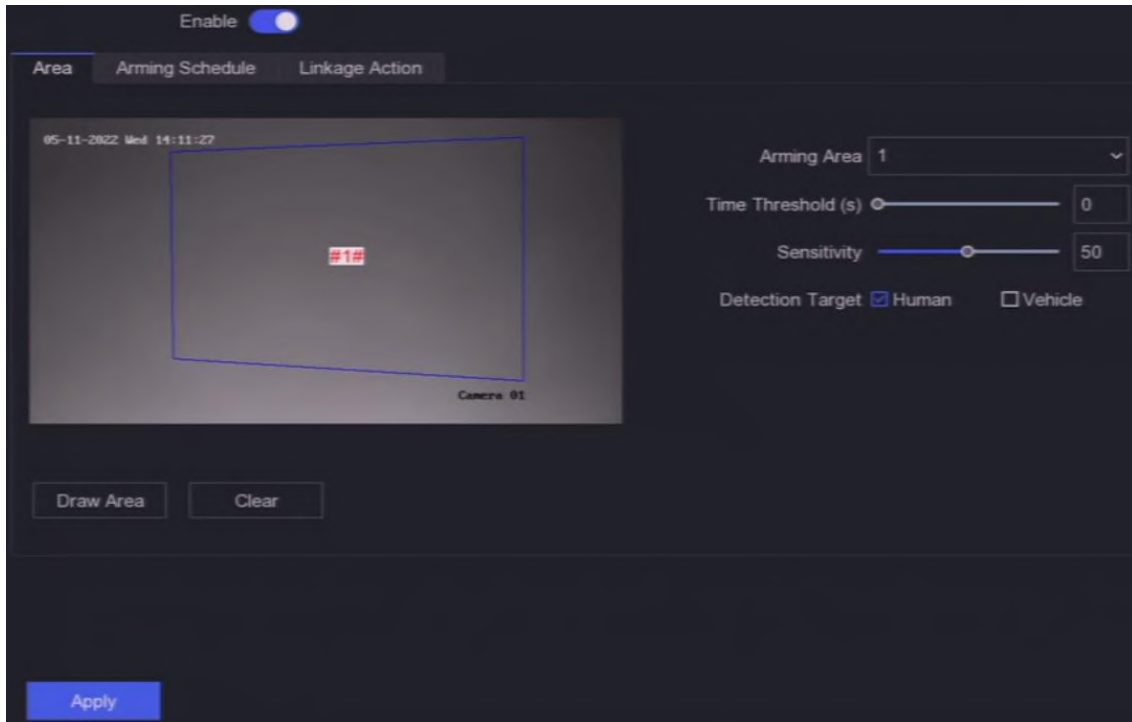 Enable
Area Arming Schedule Linkage Action
05-11-2022 Wed 14:11:27
#1#
Camera 01
Arming Area 1
Time Threshold (s) 0
Sensitivity 50
Detection Target Human Vehicle
Draw Area Clear
Apply